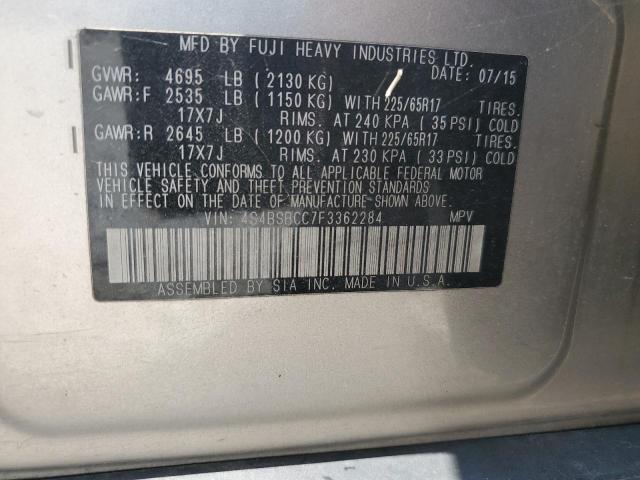 MFD BY FUJI HEAVY INDUSTRIES LTD.
GVWR: 4695 LB ( 2130 KG) DATE: 07/15
GAWR:F 2535 LB ( 1150 KG) WITH 225/65R17 TIRES.
17X7J RIMS. AT 240 KPA ( 35 PSI) COLD
GAWR:R 2645 LB ( 1200 KG) WITH 225/65R17 TIRES.
17X7J RIMS. AT 230 KPA ( 33 PSI) COLD
THIS VEHICLE CONFORMS TO ALL APPLICABLE FEDERAL MOTOR
VEHICLE SAFETY AND THEFT PREVENTION STANDARDS
IN EFFECT ON THE DATE OF MANUFACTURE SHOWN ABOVE.
VIN: 4S4BSBCC7F3362284 MPV
ASSEMBLED BY SIA INC. MADE IN U.S.A.